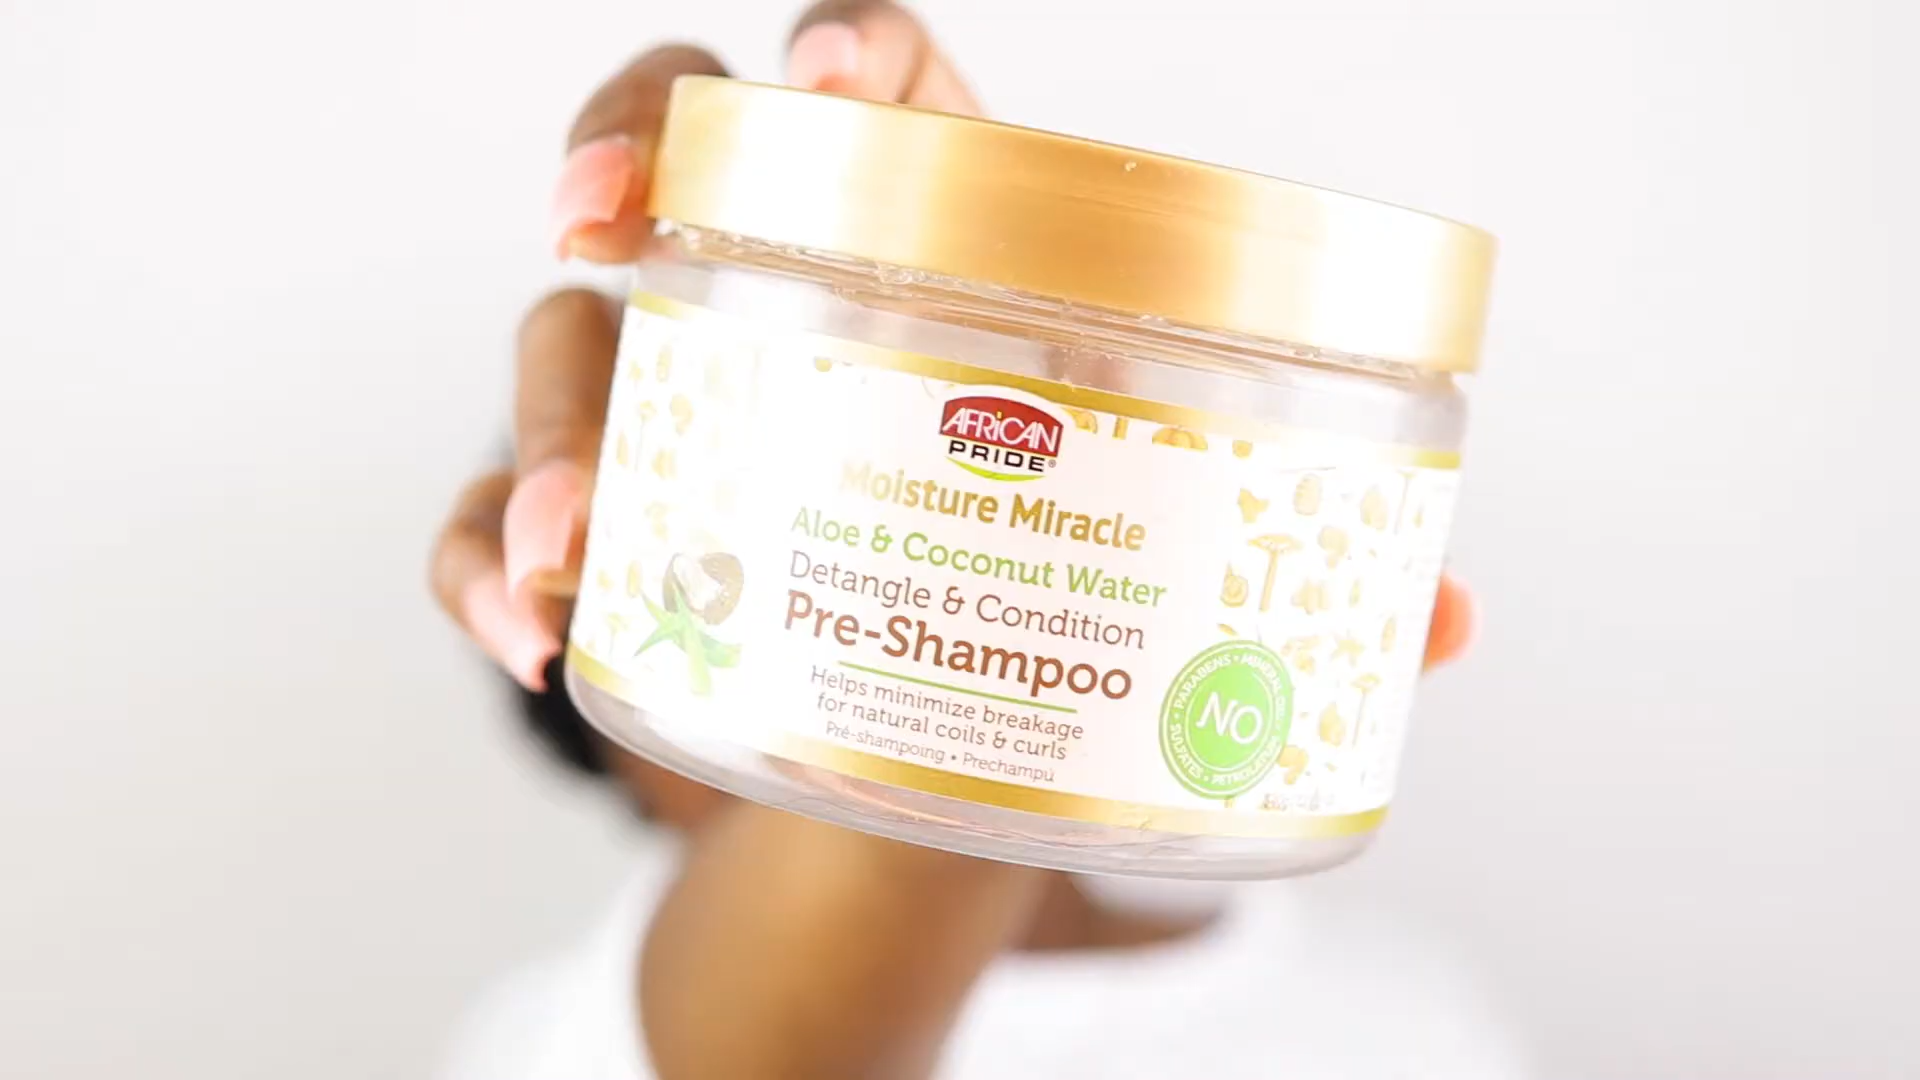 AFRiCAN
PRIDE®
Moisture Miracle
Aloe & Coconut Water
Detangle & Condition
Pre-Shampoo
Helps minimize breakage
for natural coils & curls
Pré-shampoing • Prechampú
NO
PARABENS • MINERAL OIL • PETROLATUM • SULFATES •